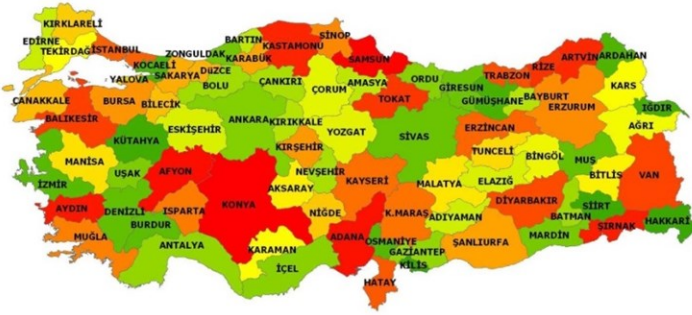 KIRKLARELİ
EDİRNE
TEKİRDAĞ
İSTANBUL
KOCAELİ
YALOVA
SAKARYA
ZONGULDAK
DÜZCE
BOLU
BARTIN
KARABÜK
KASTAMONU
SİNOP
SAMSUN
ÇANKIRI
ÇORUM
AMASYA
TOKAT
ORDU
GİRESUN
GÜMÜŞHANE
TRABZON
RİZE
ARTVİN
ARDAHAN
KARS
BAYBURT
ERZURUM
IĞDIR
AĞRI
ÇANAKKALE
BALIKESİR
BURSA
BİLECİK
ESKİŞEHİR
ANKARA
KIRIKKALE
YOZGAT
SİVAS
ERZİNCAN
TUNCELİ
BİNGÖL
MUŞ
BİTLİS
VAN
KÜTAHYA
MANİSA
İZMİR
UŞAK
AFYON
KONYA
AKSARAY
KIRŞEHİR
NEVŞEHİR
KAYSERİ
MALATYA
ELAZIĞ
DİYARBAKIR
BATMAN
SİİRT
ŞIRNAK
HAKKARİ
AYDIN
DENİZLİ
BURDUR
ISPARTA
MUĞLA
ANTALYA
KARAMAN
İÇEL
NİĞDE
ADANA
OSMANİYE
K.MARAŞ
ADIYAMAN
GAZİANTEP
KİLİS
HATAY
ŞANLIURFA
MARDİN